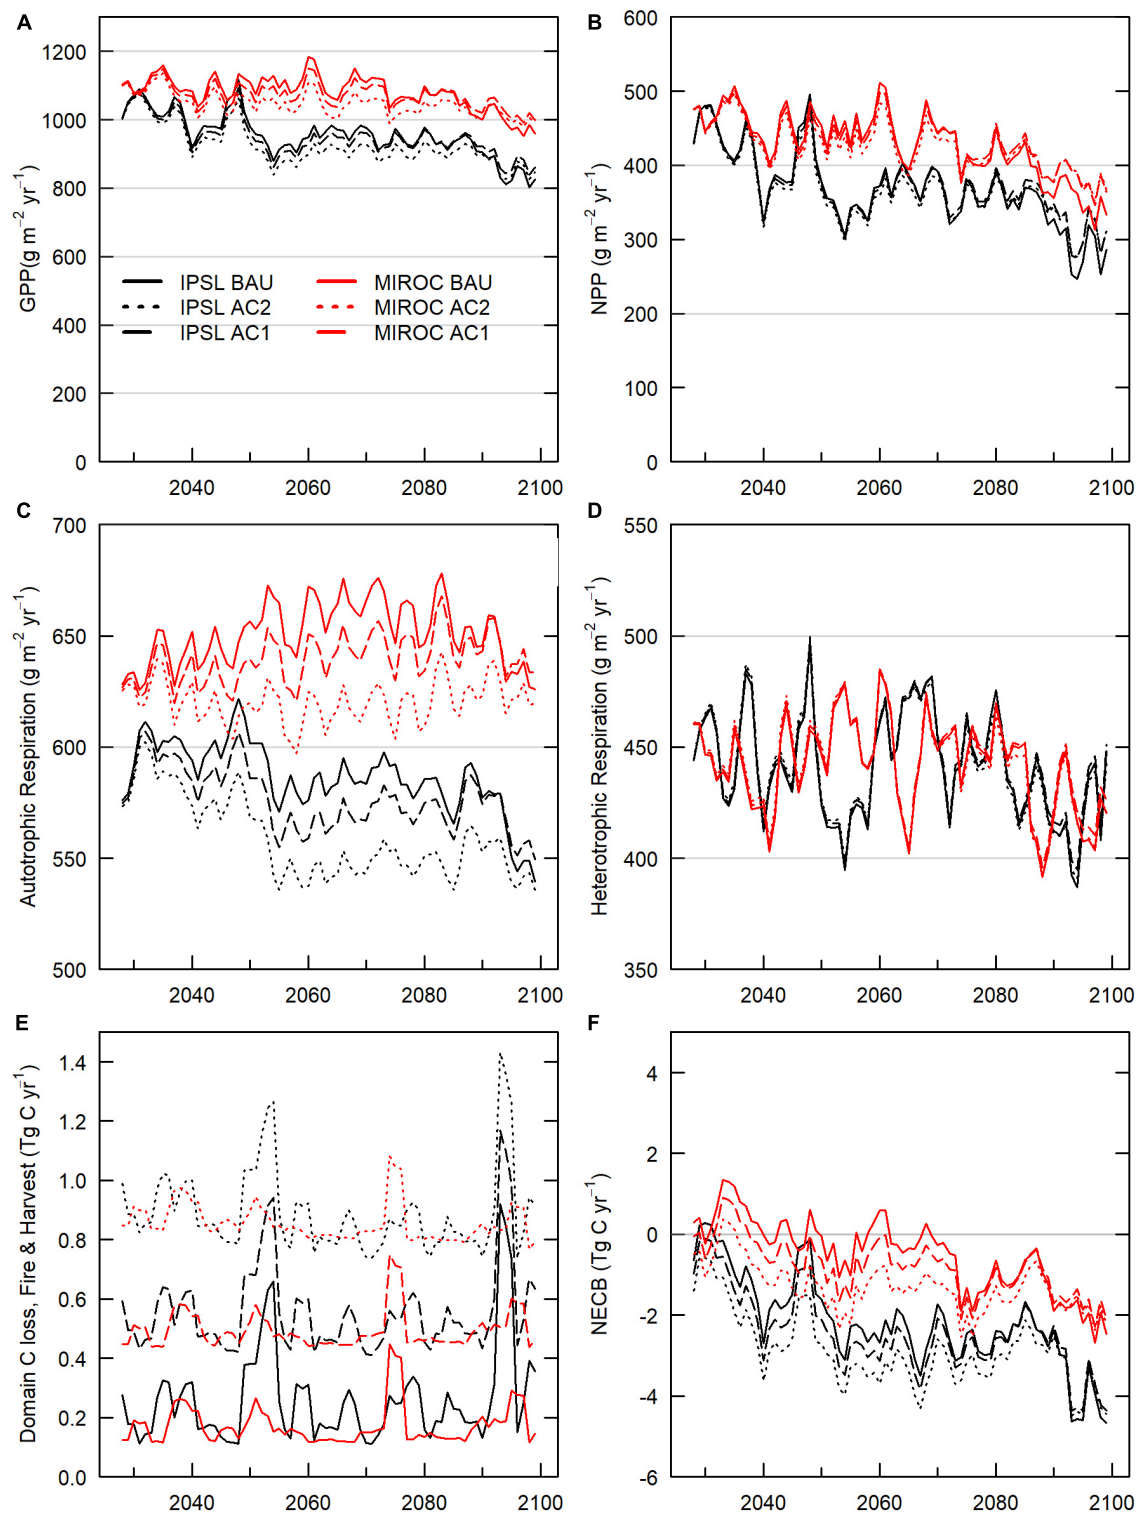 A
GPP(g m−2 yr−1)
1200
1000
800
600
400
200
0
IPSL BAU
IPSL AC2
IPSL AC1
MIROC BAU
MIROC AC2
MIROC AC1
2040 2060 2080 2100
B
NPP (g m−2 yr−1)
600
500
400
300
200
100
0
2040 2060 2080 2100
C
Autotrophic Respiration (g m−2 yr−1)
700
650
600
550
500
2040 2060 2080 2100
D
Heterotrophic Respiration (g m−2 yr−1)
550
500
450
400
350
2040 2060 2080 2100
E
Domain C loss, Fire & Harvest (Tg C yr−1)
1.4
1.2
1.0
0.8
0.6
0.4
0.2
0.0
2040 2060 2080 2100
F
NECB (Tg C yr−1)
4
2
0
-2
-4
-6
2040 2060 2080 2100